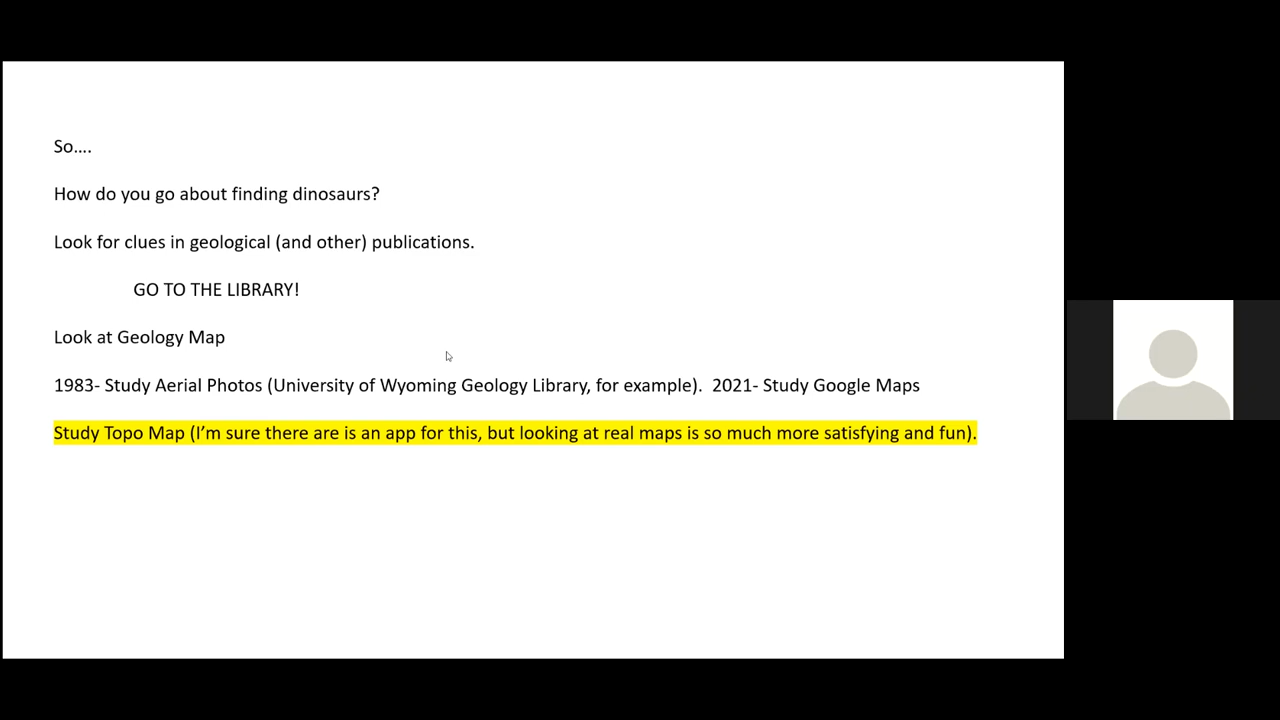 So....
How do you go about finding dinosaurs?
Look for clues in geological (and other) publications.
GO TO THE LIBRARY!
Look at Geology Map
1983- Study Aerial Photos (University of Wyoming Geology Library, for example).  2021- Study Google Maps
Study Topo Map (I’m sure there are is an app for this, but looking at real maps is so much more satisfying and fun).